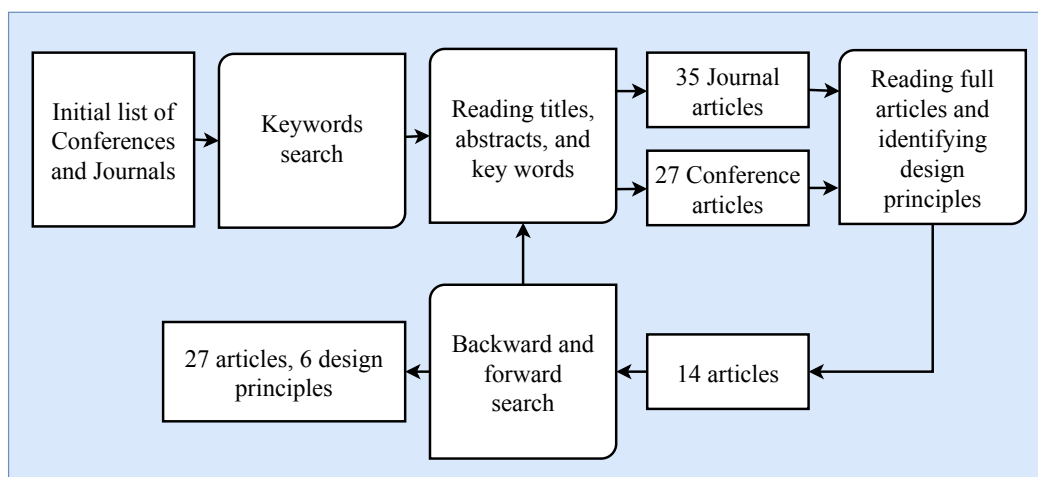 Initial list of
Conferences
and Journals
Keywords
search
Reading titles,
abstracts, and
key words
35 Journal
articles
27 Conference
articles
Reading full
articles and
identifying
design
principles
14 articles
Backward and
forward
search
27 articles, 6 design
principles